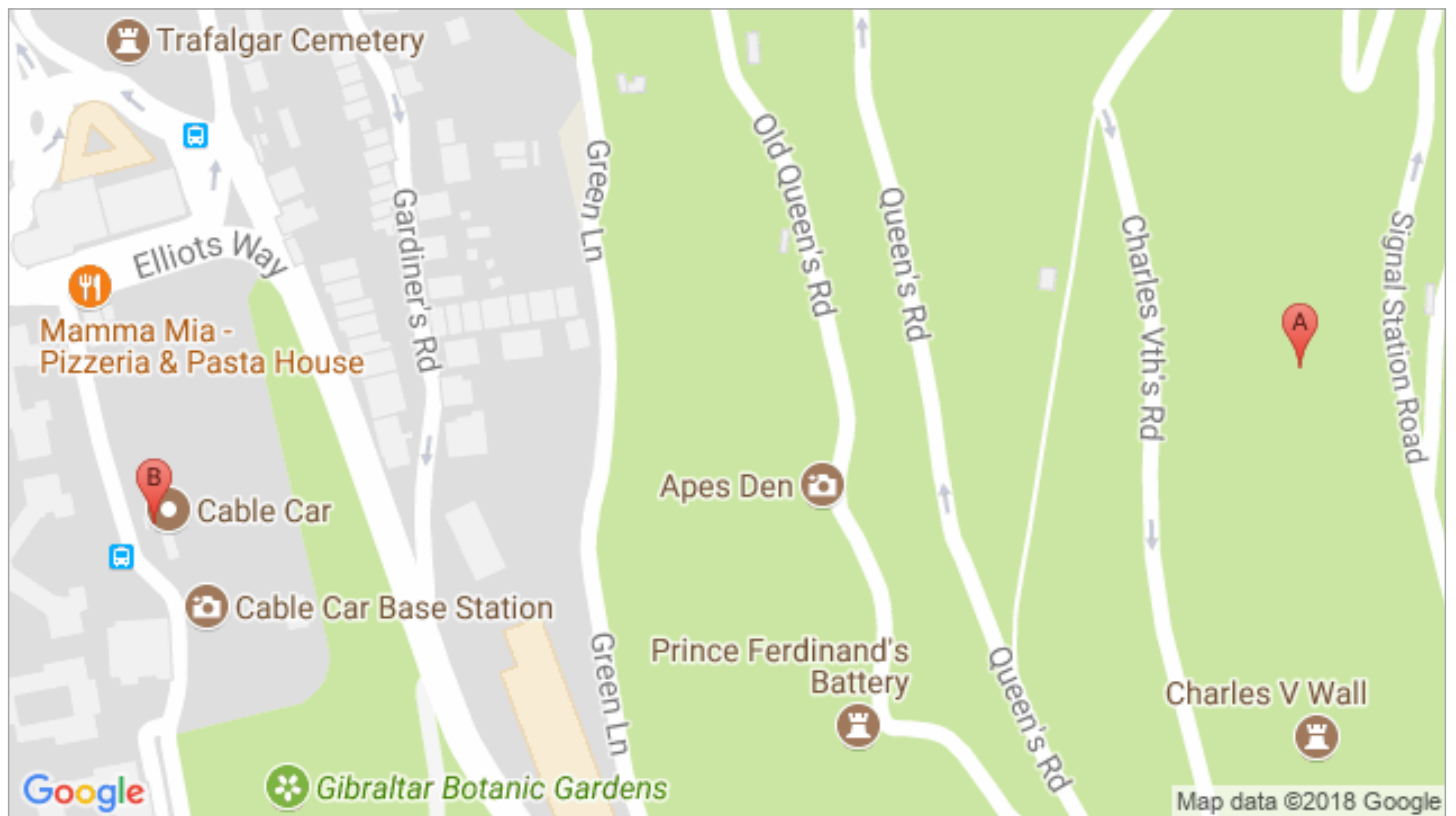 Trafalgar Cemetery
Elliots Way
Mamma Mia -
Pizzeria & Pasta House
Gardiner's Rd
Green Ln
Old Queen's Rd
Queen's Rd
Charles Vth's Rd
Signal Station Road
A
B
Cable Car
Apes Den
Cable Car Base Station
Prince Ferdinand's
Battery
Green Ln
Queen's Rd
Charles V Wall
Gibraltar Botanic Gardens
Google
Map data ©2018 Google